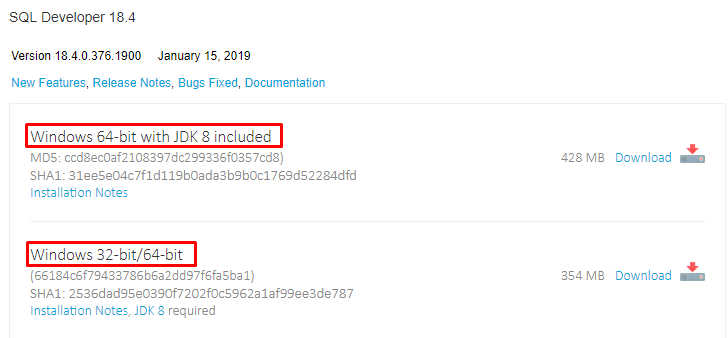 SQL Developer 18.4
Version 18.4.0.376.1900 January 15, 2019
New Features, Release Notes, Bugs Fixed, Documentation
Windows 64-bit with JDK 8 included
MD5: ccd8ec0af2108397dc299336f0357cd8)
428 MB Download
SHA1: 31ee5e04c7f1d119b0ada3b9b0c1769d52284dfd
Installation Notes
Windows 32-bit/64-bit
(66184c6f79433786b6a2dd97f6fa5ba1)
354 MB Download
SHA1: 2536dad95e0390f7202f0c5962a1af99ee3de787
Installation Notes, JDK 8 required